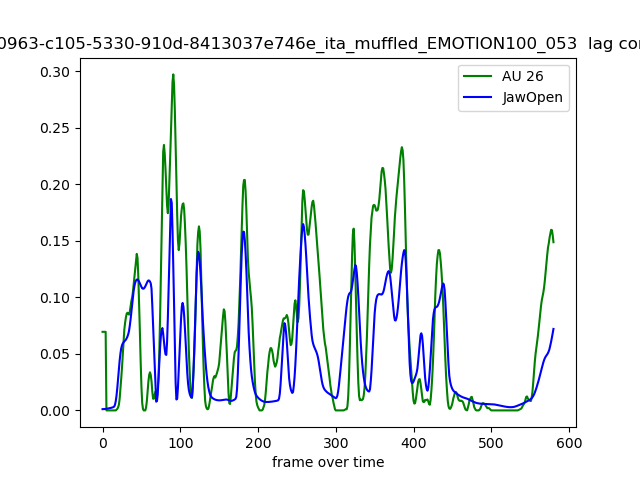 0963-c105-5330-910d-8413037e746e_ita_muffled_EMOTION100_053 lag
AU 26
JawOpen
0.30
0.25
0.20
0.15
0.10
0.05
0.00
0 100 200 300 400 500 600
frame over time